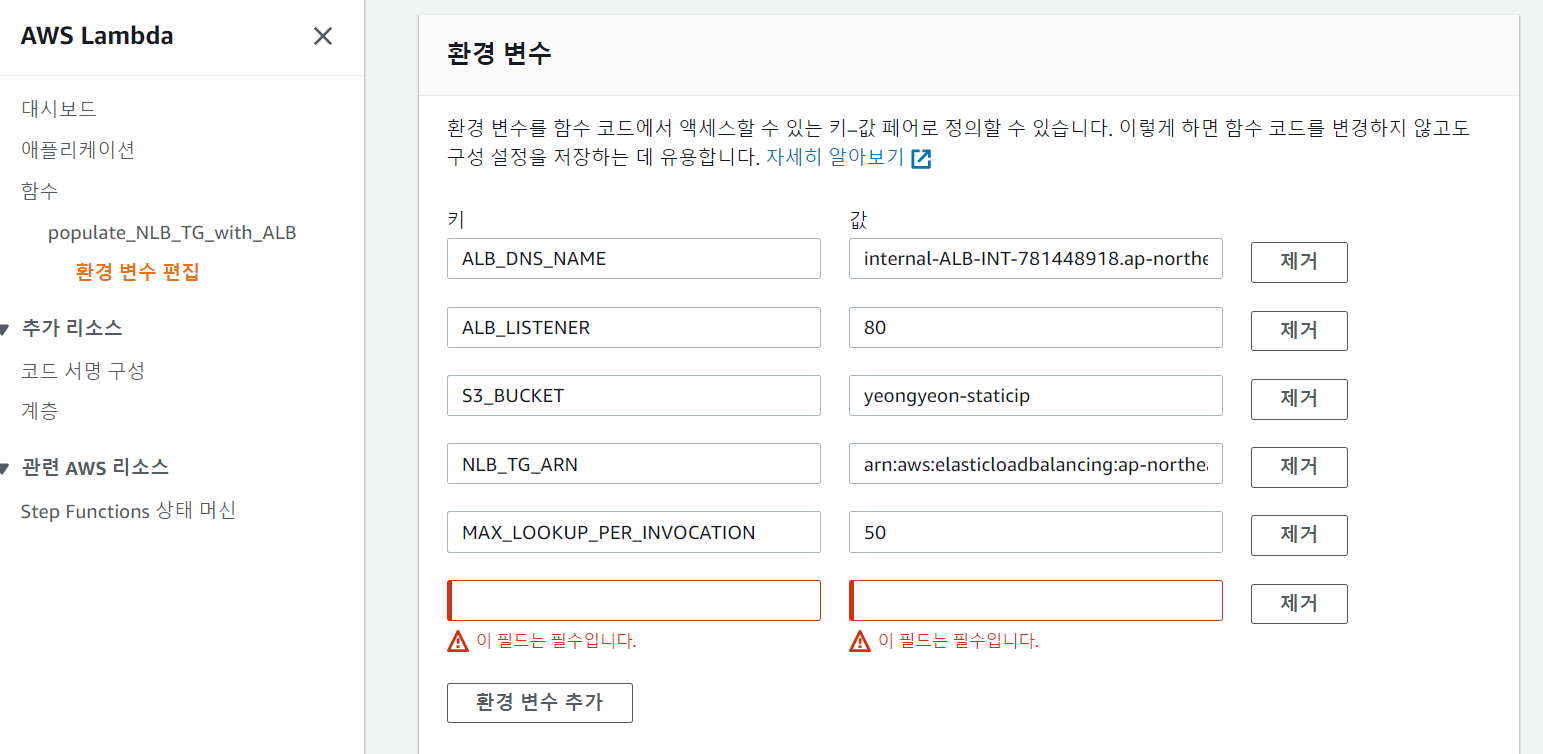 AWS Lambda
대시보드
애플리케이션
함수
populate_NLB_TG_with_ALB
환경 변수 편집
추가 리소스
코드 서명 구성
계층
관련 AWS 리소스
Step Functions 상태 머신
환경 변수
환경 변수를 함수 코드에서 액세스할 수 있는 키-값 페어로 정의할 수 있습니다. 이렇게 하면 함수 코드를 변경하지 않고도
구성 설정을 저장하는 데 유용합니다. 자세히 알아보기
키 값
ALB_DNS_NAME internal-ALB-INT-781448918.ap-northe 제거
ALB_LISTENER 80 제거
S3_BUCKET yeongyeon-staticip 제거
NLB_TG_ARN arn:aws:elasticloadbalancing:ap-northea 제거
MAX_LOOKUP_PER_INVOCATION 50 제거
제거
이 필드는 필수입니다. 이 필드는 필수입니다.
환경 변수 추가